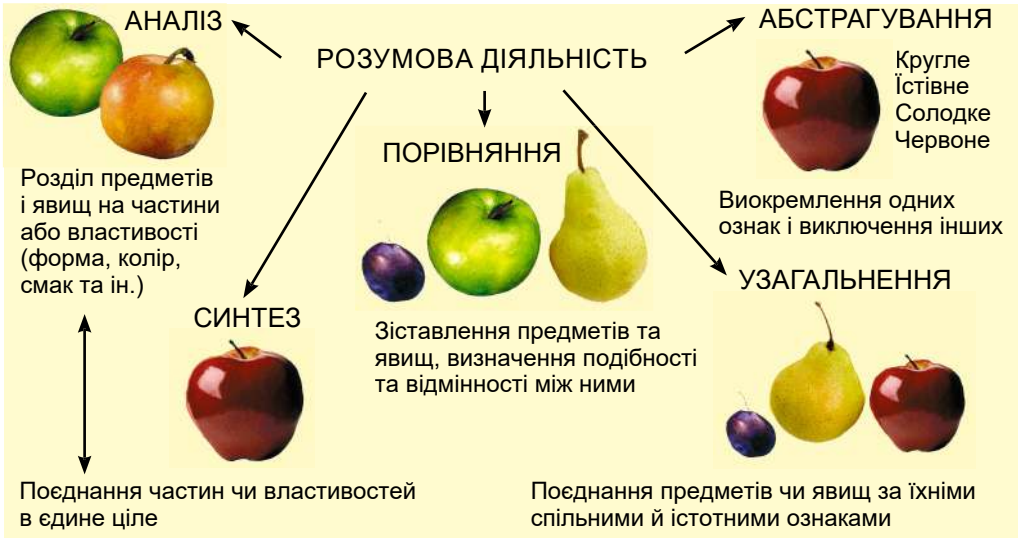 РОЗУМОВА ДІЯЛЬНІСТЬ
АНАЛІЗ
Розділ предметів
і явищ на частини
або властивості
(форма, колір,
смак та ін.)
СИНТЕЗ
Поєднання частин чи властивостей
в єдине ціле
ПОРІВНЯННЯ
Зіставлення предметів та
явищ, визначення подібності
та відмінності між ними
АБСТРАГУВАННЯ
Кругле
Їстівне
Солодке
Червоне
Виокремлення одних
ознак і виключення інших
УЗАГАЛЬНЕННЯ
Поєднання предметів чи явищ за їхніми
спільними й істотними ознаками